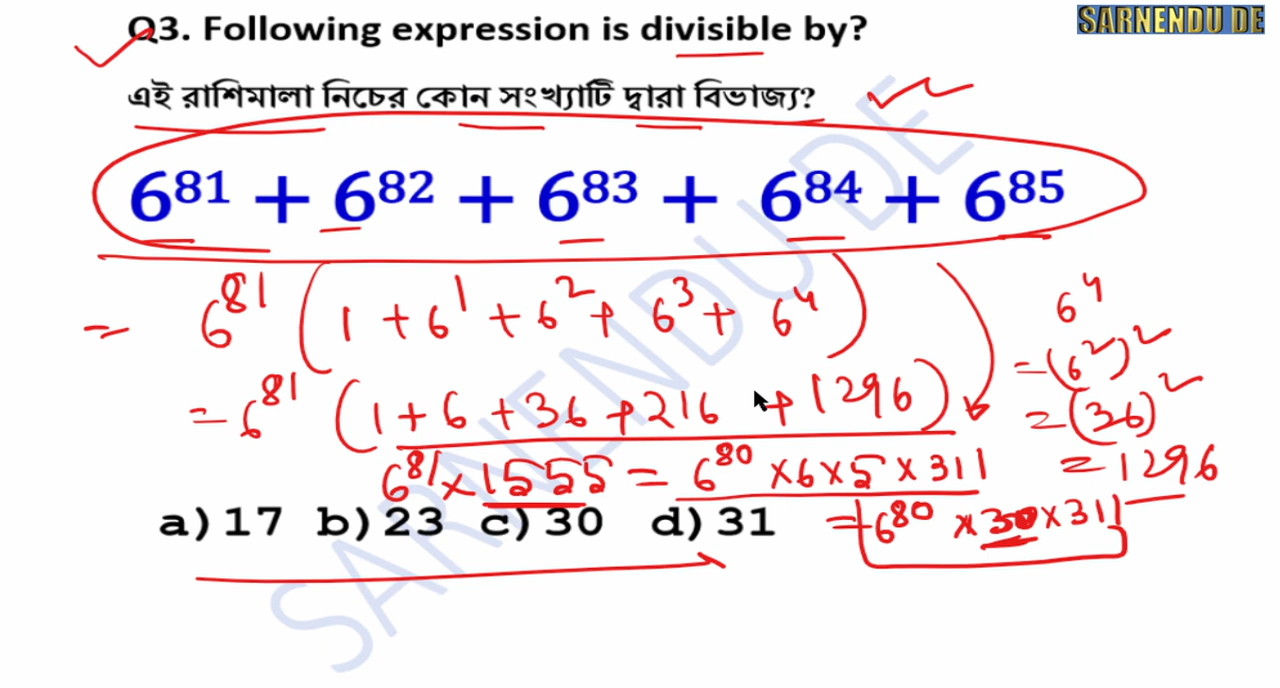 SARNENDU DE
Q3. Following expression is divisible by?
এই রাশিমালা নিচের কোন সংখ্যাটি দ্বারা বিভাজ্য?
6⁸¹ + 6⁸² + 6⁸³ + 6⁸⁴ + 6⁸⁵
= 6⁸¹ (1 + 6¹ + 6² + 6³ + 6⁴)
= 6⁸¹ (1 + 6 + 36 + 216 + 1296)
6⁸¹ × 1555 = 6⁸⁰ × 6 × 5 × 311
= 6⁸⁰ × 30 × 311
6⁴
= (6²)²
= (36)²
= 1296
a) 17 b) 23 c) 30 d) 31
SARNENDU DE